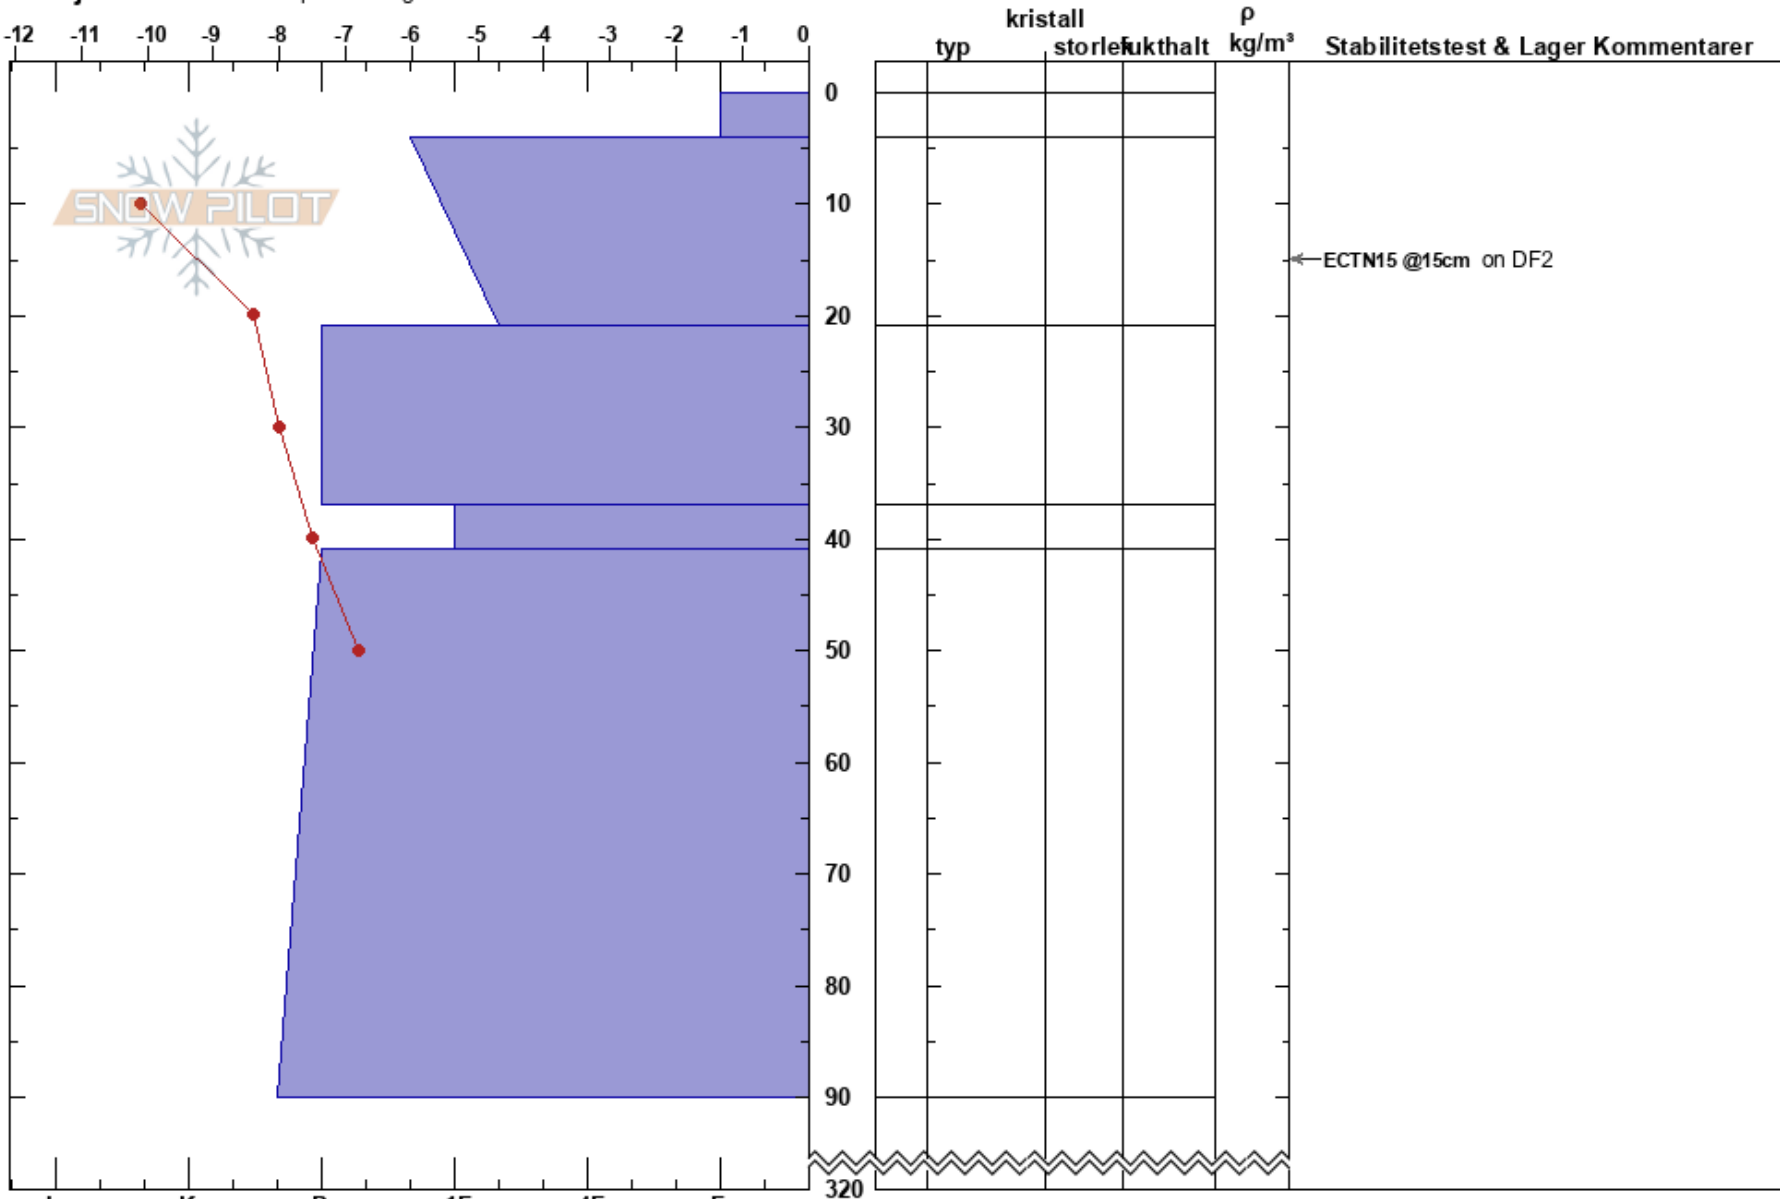 kristall ρ
-12 -11 -10 -9 -8 -7 -6 -5 -4 -3 -2 -1 0 typ storlek fukthalt kg/m³ Stabilitetstest & Lager Kommentarer
0
SNOW PILOT
10
ECTN15 @15cm on DF2
20
30
40
50
60
70
80
90
320